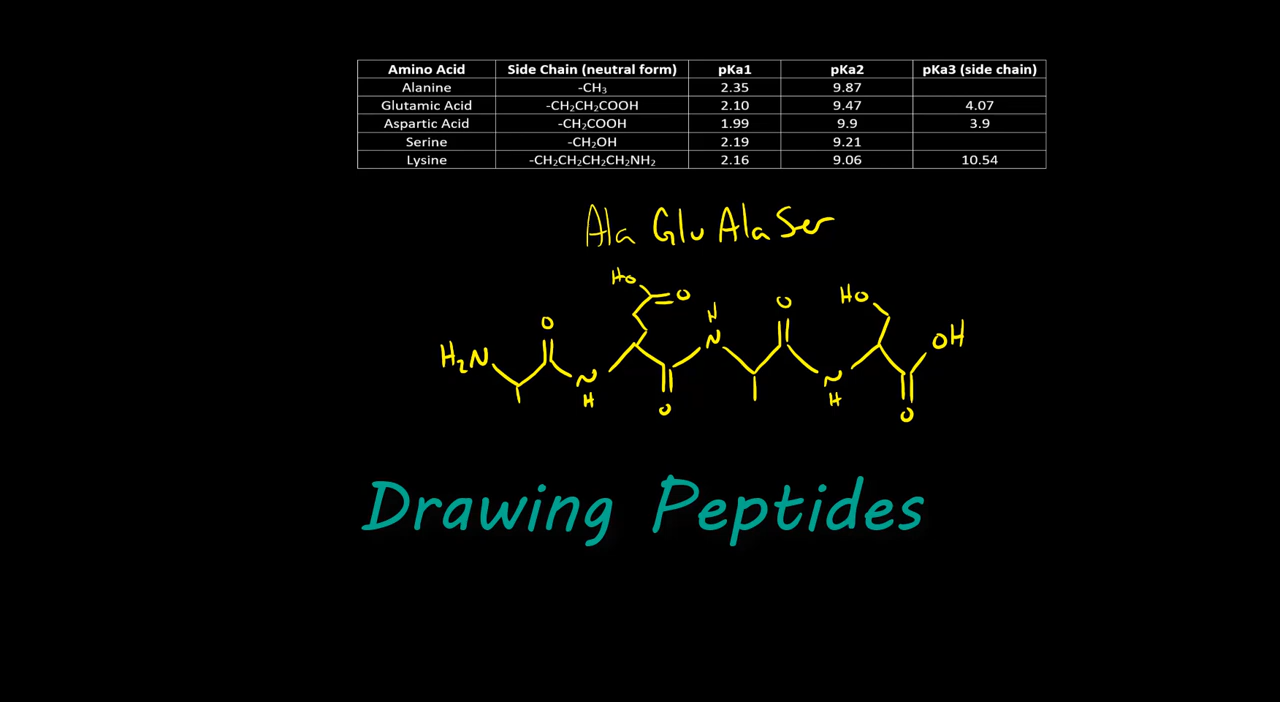 Amino Acid Side Chain (neutral form) pKa1 pKa2 pKa3 (side chain)
Alanine -CH₃ 2.35 9.87
Glutamic Acid -CH₂CH₂COOH 2.10 9.47 4.07
Aspartic Acid -CH₂COOH 1.99 9.9 3.9
Serine -CH₂OH 2.19 9.21
Lysine -CH₂CH₂CH₂CH₂NH₂ 2.16 9.06 10.54
Ala Glu Ala Ser
HO O
O H O HO
H₂N N N N OH
H H
O O
Drawing Peptides